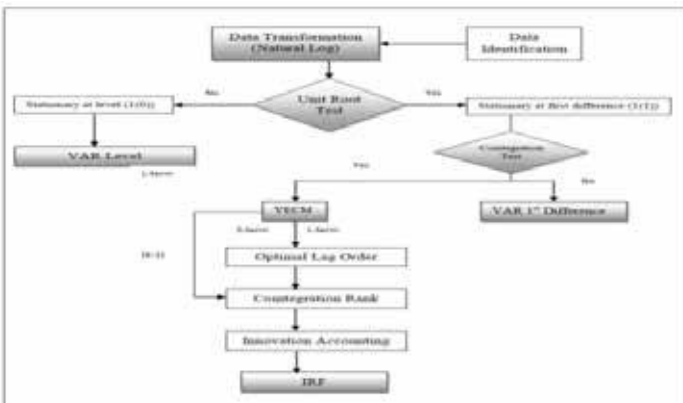 Data Transformation
(Natural Log)
Data
Identification
No
Unit Root
Test
Yes
Stationary at level (I(0))
Stationary at first difference (I(1))
VAR Level
Cointegration
Test
Yes
No
VECM
VAR 1st Difference
Optimal Lag Order
Cointegration Rank
Innovation Accounting
IRF